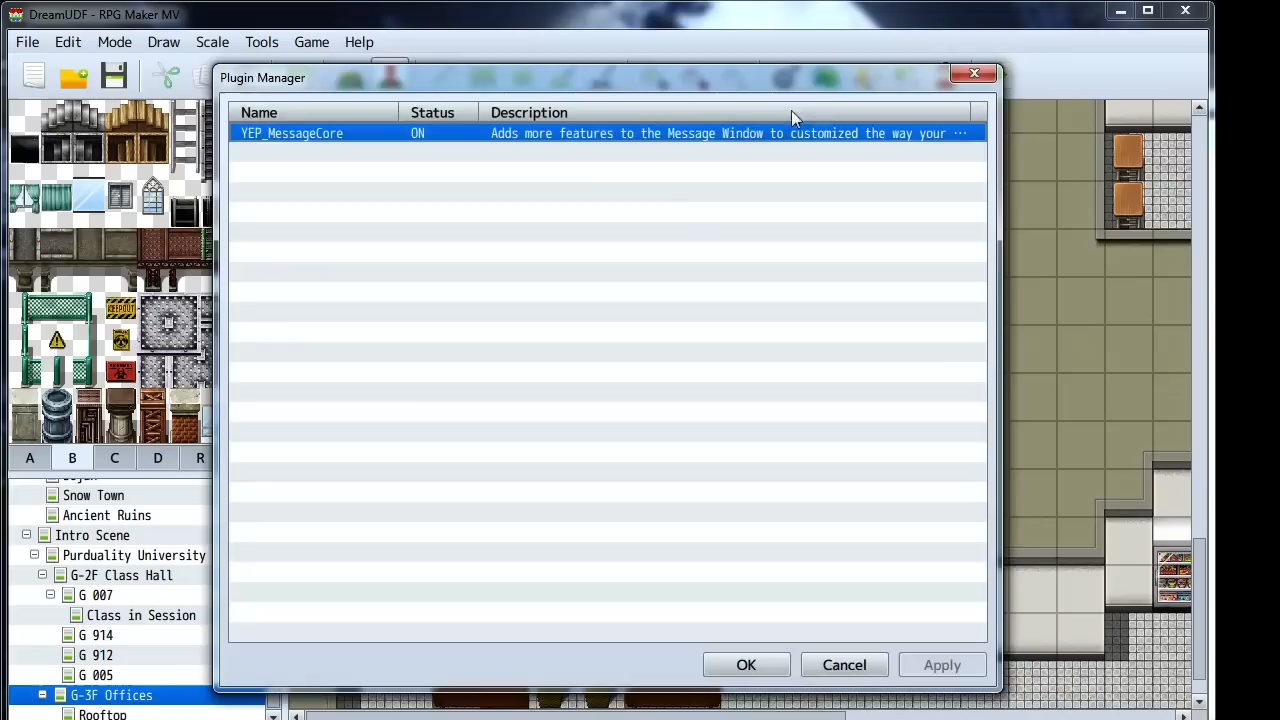 DreamUDF - RPG Maker MV
File Edit Mode Draw Scale Tools Game Help
Plugin Manager
Name Status Description
YEP_MessageCore ON Adds more features to the Message Window to customized the way your ···
KEEPOUT
A B C D R
Snow Town
Ancient Ruins
Intro Scene
Purduality University
G-2F Class Hall
G 007
Class in Session
G 914
G 912
G 005
G-3F Offices
Rooftop
OK Cancel Apply